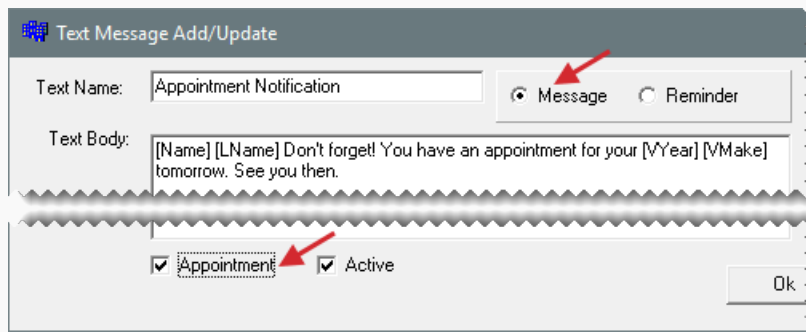 Text Message Add/Update
Text Name: Appointment Notification Message Reminder
Text Body: [Name] [LName] Don't forget! You have an appointment for your [VYear] [VMake]
tomorrow. See you then.
Appointment Active
Ok